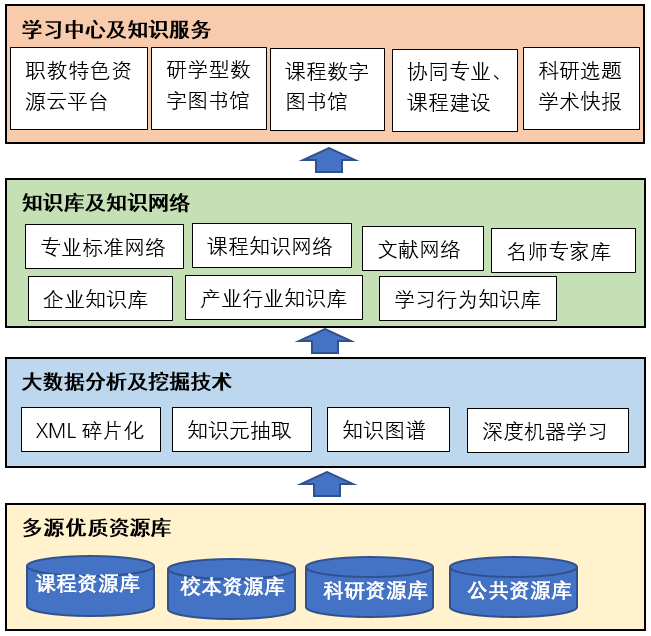 学习中心及知识服务
职教特色资
源云平台
研学型数
字图书馆
课程数字
图书馆
协同专业、
课程建设
科研选题
学术快报
知识库及知识网络
专业标准网络
课程知识网络
文献网络
名师专家库
企业知识库
产业行业知识库
学习行为知识库
大数据分析及挖掘技术
XML 碎片化
知识元抽取
知识图谱
深度机器学习
多源优质资源库
课程资源库
校本资源库
科研资源库
公共资源库